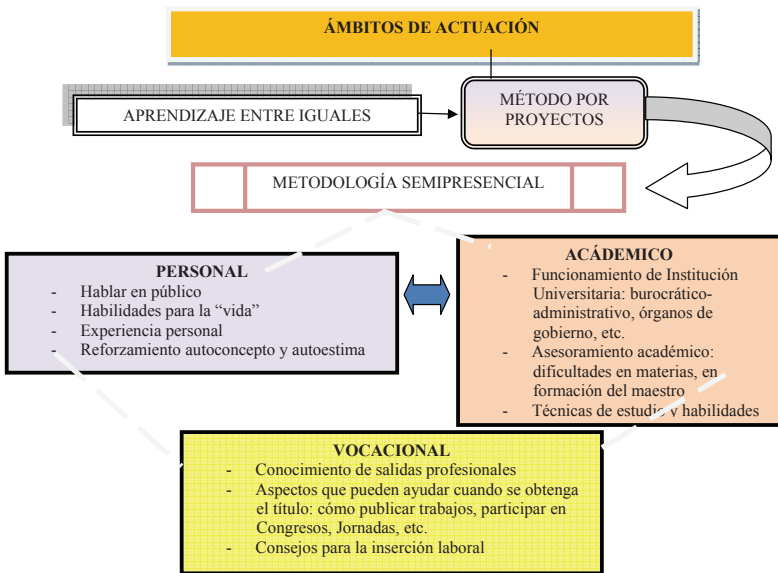 ÁMBITOS DE ACTUACIÓN
APRENDIZAJE ENTRE IGUALES
MÉTODO POR
PROYECTOS
METODOLOGÍA SEMIPRESENCIAL
PERSONAL
- Hablar en público
- Habilidades para la “vida”
- Experiencia personal
- Reforzamiento autoconcepto y autoestima
ACÁDEMICO
- Funcionamiento de Institución
Universitaria: burocrático-
administrativo, órganos de
gobierno, etc.
- Asesoramiento académico:
dificultades en materias, en
formación del maestro
- Técnicas de estudio y habilidades
VOCACIONAL
- Conocimiento de salidas profesionales
- Aspectos que pueden ayudar cuando se obtenga
el título: cómo publicar trabajos, participar en
Congresos, Jornadas, etc.
- Consejos para la inserción laboral